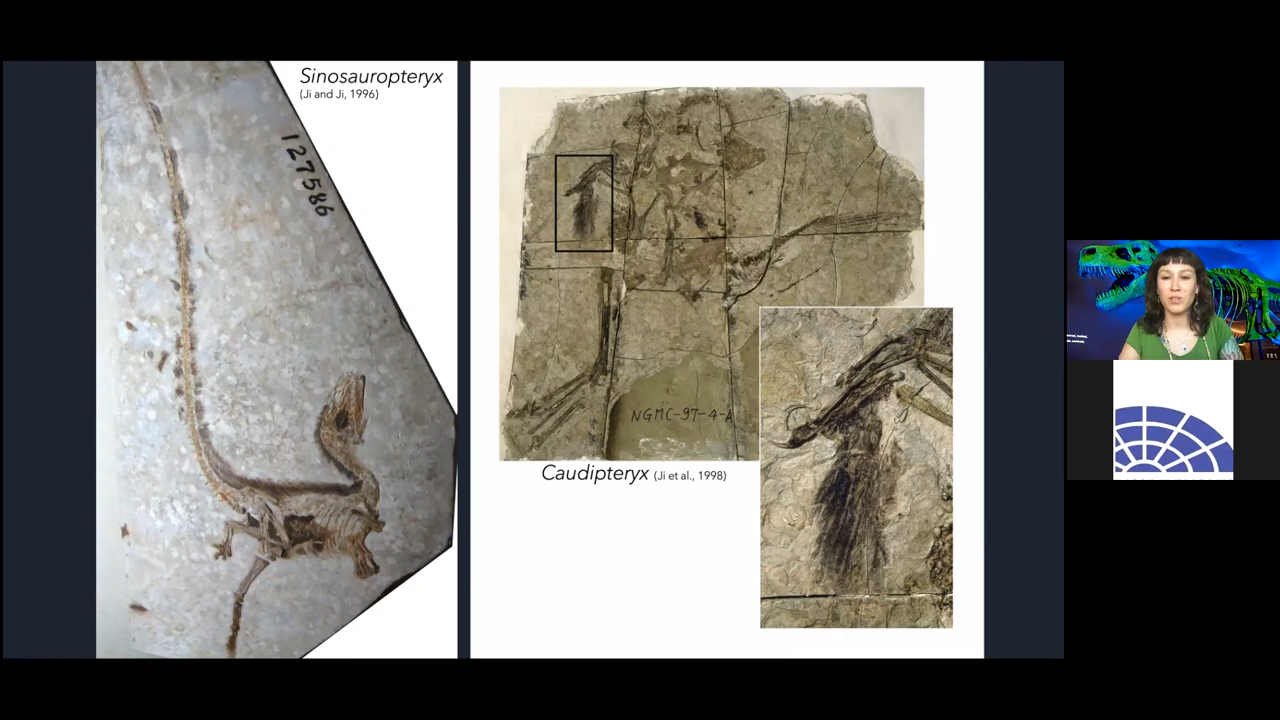 Sinosauropteryx
(Ji and Ji, 1996)
127586
NGMC-97-4-A
Caudipteryx (Ji et al., 1998)